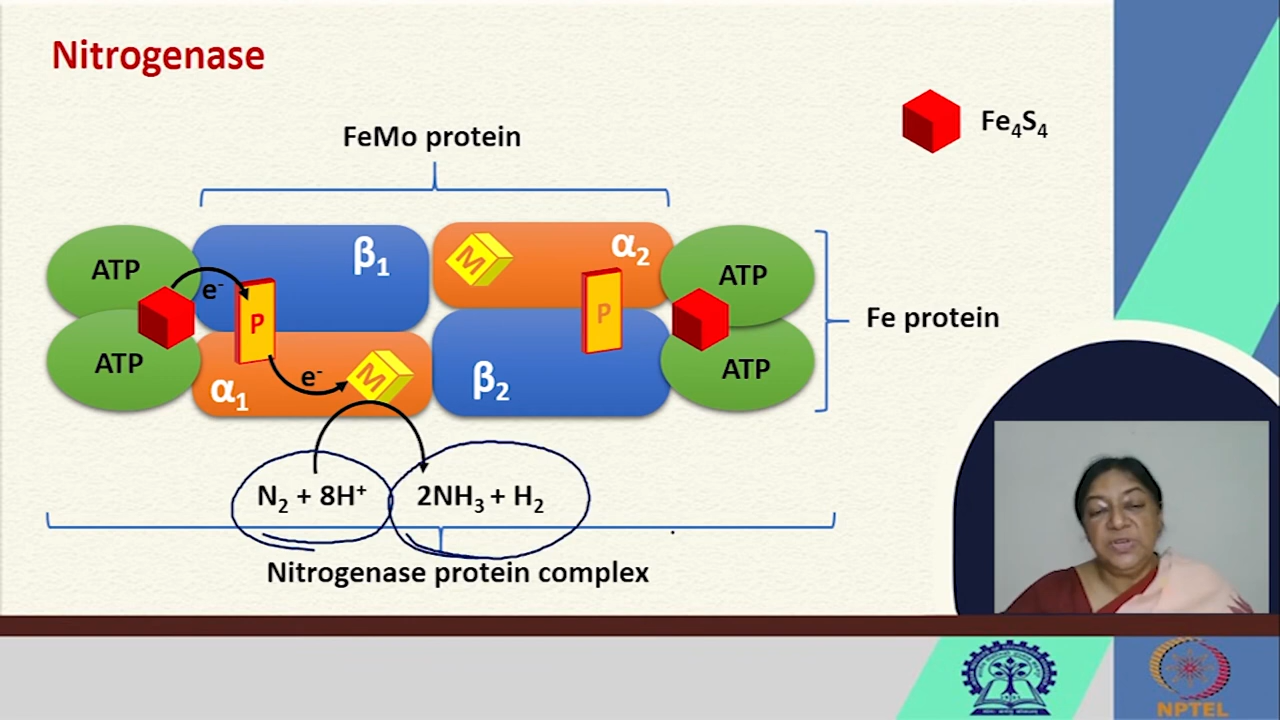 Nitrogenase
Fe4S4
FeMo protein
ATP
e-
P
β1
M
α2
P
ATP
Fe protein
ATP
α1
e-
M
β2
ATP
N2 + 8H+ 2NH3 + H2
Nitrogenase protein complex
NPTEL